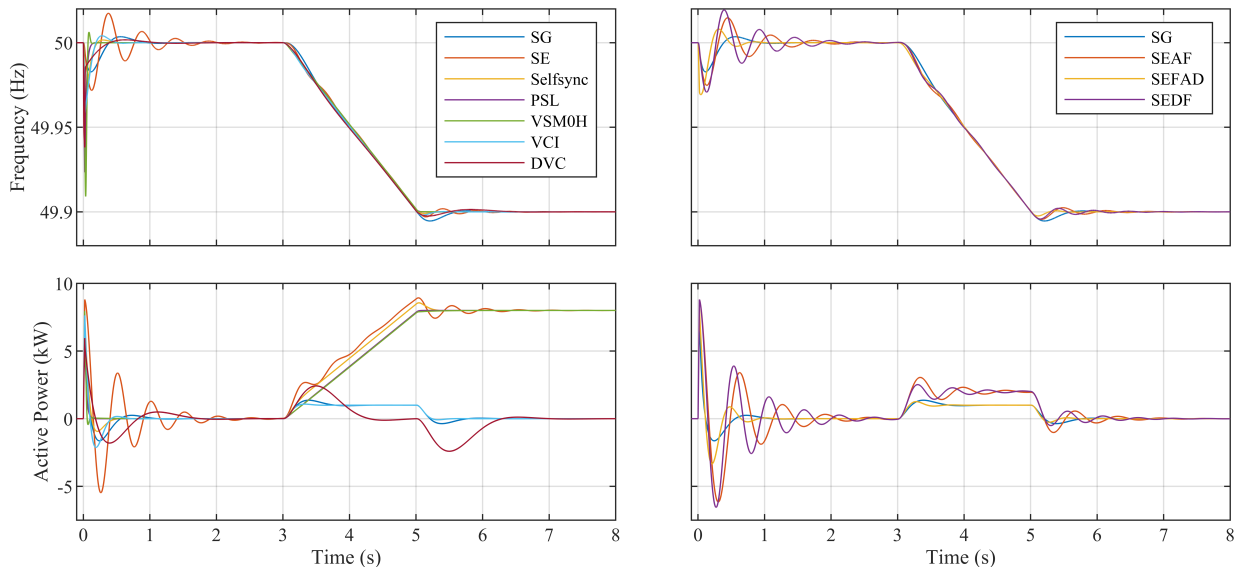 Frequency (Hz)
50
49.95
49.9
SG
SE
Selfsync
PSL
VSM0H
VCI
DVC
SG
SEAF
SEFAD
SEDF
Active Power (kW)
10
5
0
-5
0 1 2 3 4 5 6 7 8
Time (s)
0 1 2 3 4 5 6 7 8
Time (s)